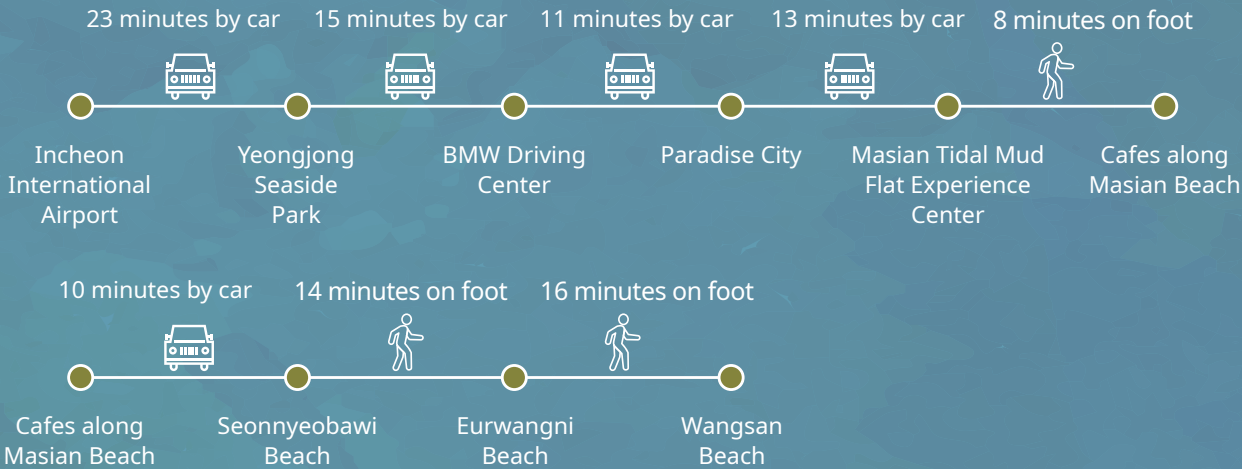 23 minutes by car
15 minutes by car
11 minutes by car
13 minutes by car
8 minutes on foot
Incheon
International
Airport
Yeongjong
Seaside
Park
BMW Driving
Center
Paradise City
Masian Tidal Mud
Flat Experience
Center
Cafes along
Masian Beach
10 minutes by car
14 minutes on foot
16 minutes on foot
Cafes along
Masian Beach
Seonnyeobawi
Beach
Eurwangni
Beach
Wangsan
Beach